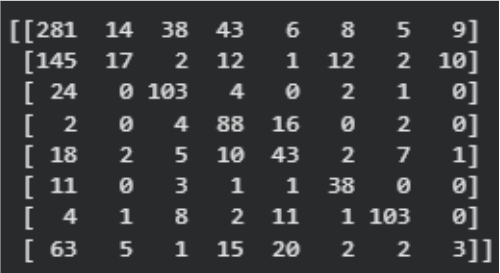 [[281 14 38 43 6 8 5 9]
[145 17 2 12 1 12 2 10]
[ 24 0 103 4 0 2 1 0]
[ 2 0 4 88 16 0 2 0]
[ 18 2 5 10 43 2 7 1]
[ 11 0 3 1 1 38 0 0]
[ 4 1 8 2 11 1 103 0]
[ 63 5 1 15 20 2 2 3]]